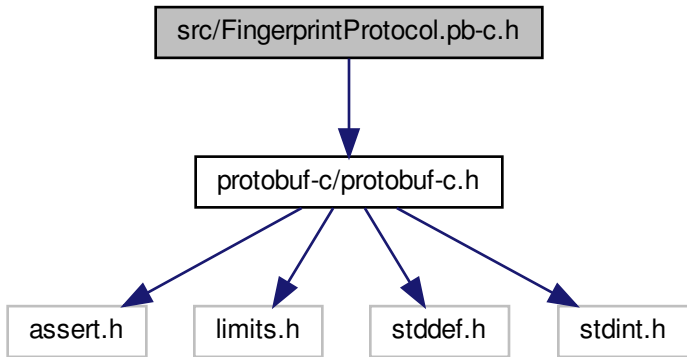 src/FingerprintProtocol.pb-c.h
protobuf-c/protobuf-c.h
assert.h
limits.h
stddef.h
stdint.h